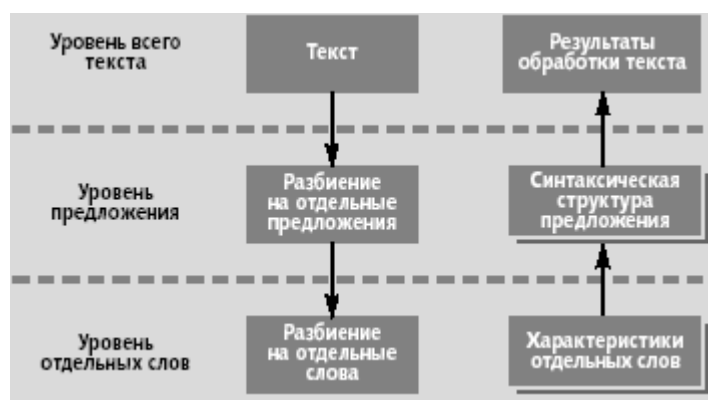 Уровень всего
текста
Текст
Результаты
обработки текста
Уровень
предложения
Разбиение
на отдельные
предложения
Синтаксическая
структура
предложения
Уровень
отдельных слов
Разбиение
на отдельные
слова
Характеристики
отдельных слов